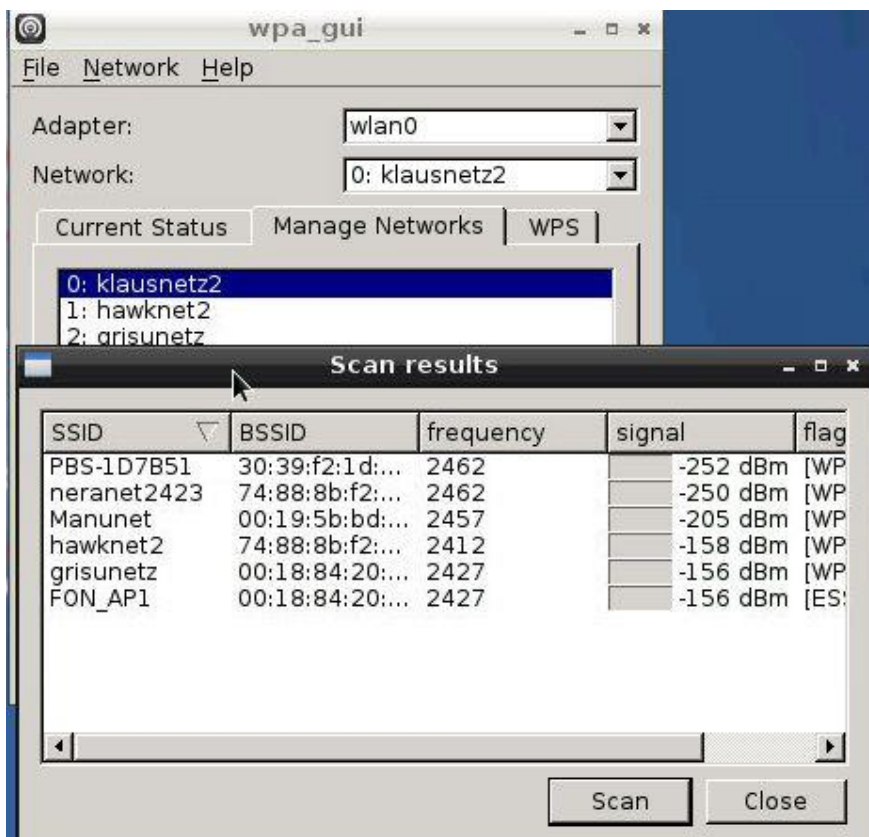 wpa_gui
File Network Help
Adapter: wlan0
Network: 0: klausnetz2
Current Status Manage Networks WPS
0: klausnetz2
1: hawknet2
2: grisunetz
Scan results
SSID BSSID frequency signal flag
PBS-1D7B51 30:39:f2:1d:... 2462 -252 dBm [WP
neranet2423 74:88:8b:f2:... 2462 -250 dBm [WP
Manunet 00:19:5b:bd:... 2457 -205 dBm [WP
hawknet2 74:88:8b:f2:... 2412 -158 dBm [WP
grisunetz 00:18:84:20:... 2427 -156 dBm [WP
FON_AP1 00:18:84:20:... 2427 -156 dBm [ES
Scan Close